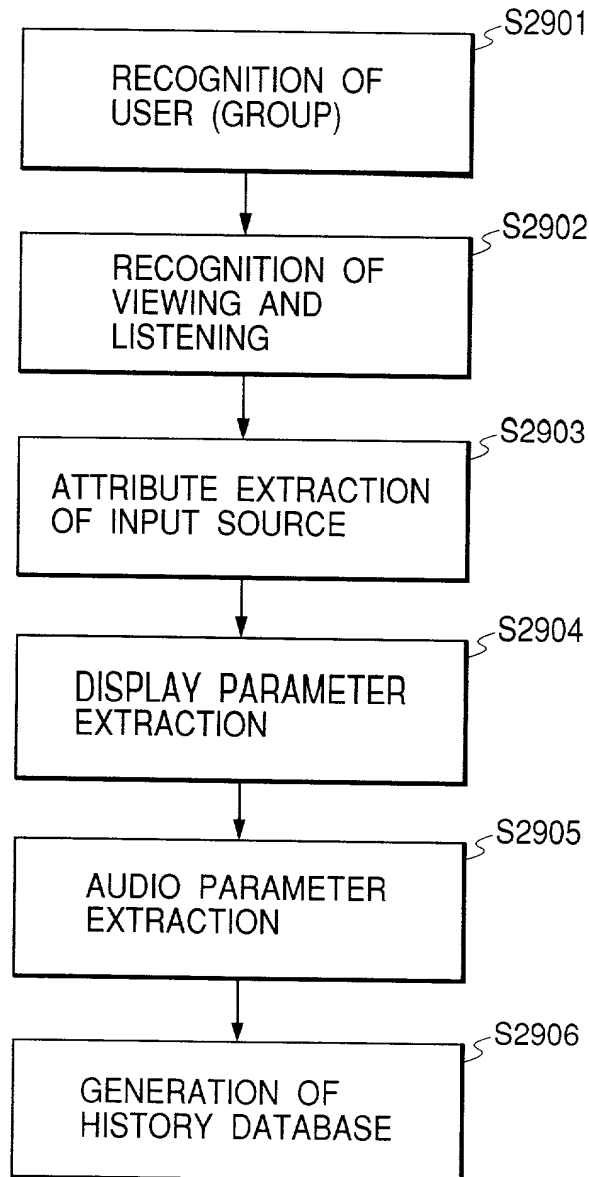 S2901
RECOGNITION OF
USER (GROUP)
S2902
RECOGNITION OF
VIEWING AND
LISTENING
S2903
ATTRIBUTE EXTRACTION
OF INPUT SOURCE
S2904
DISPLAY PARAMETER
EXTRACTION
S2905
AUDIO PARAMETER
EXTRACTION
S2906
GENERATION OF
HISTORY DATABASE